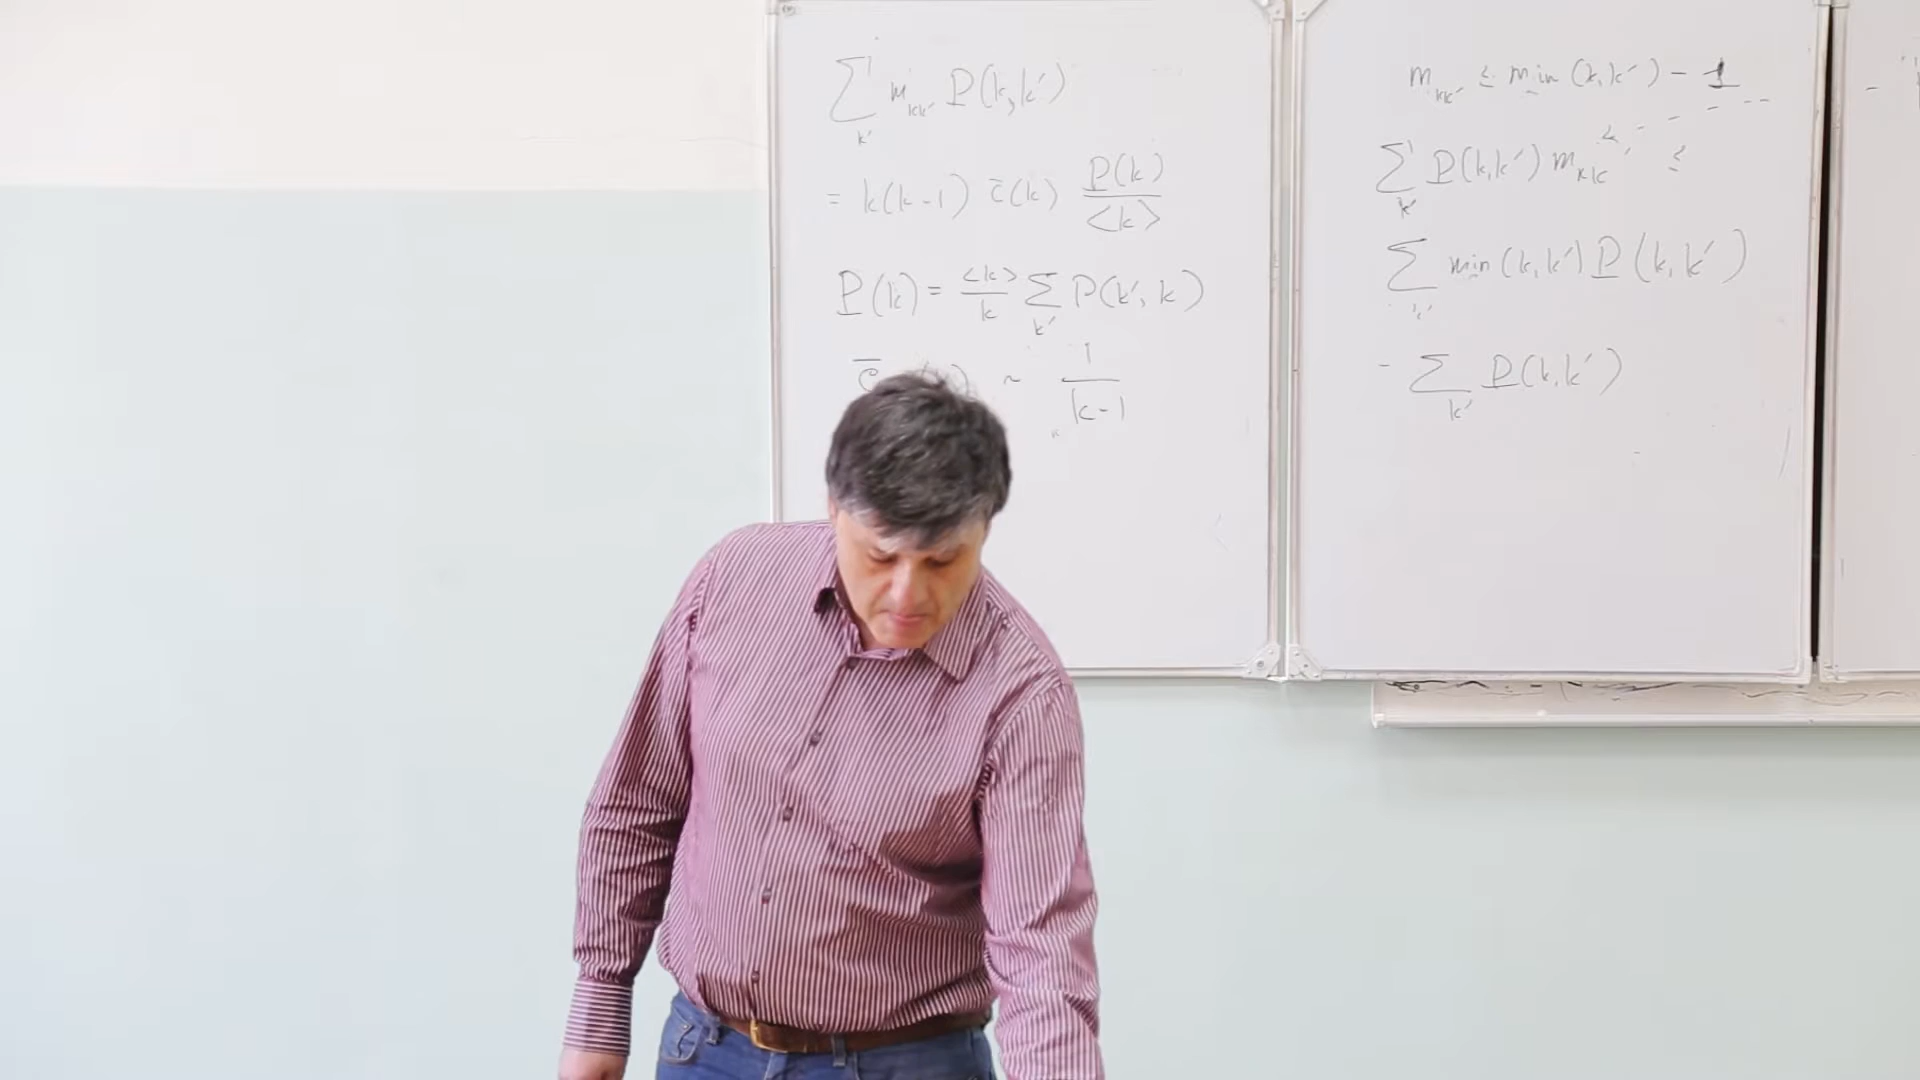 ∑_{k'} m_{kk'} P(k,k')
= k(k-1) c̄(k) P(k)/<k>
P(k) = <k>/k ∑_{k'} P(k',k)
~ 1/(k-1)
m_{kk'} ≤ min(k,k') - 1
∑_{k'} P(k,k') m_{kk'} ≤
∑_{k'} min(k,k') P(k,k')
- ∑_{k'} P(k,k')